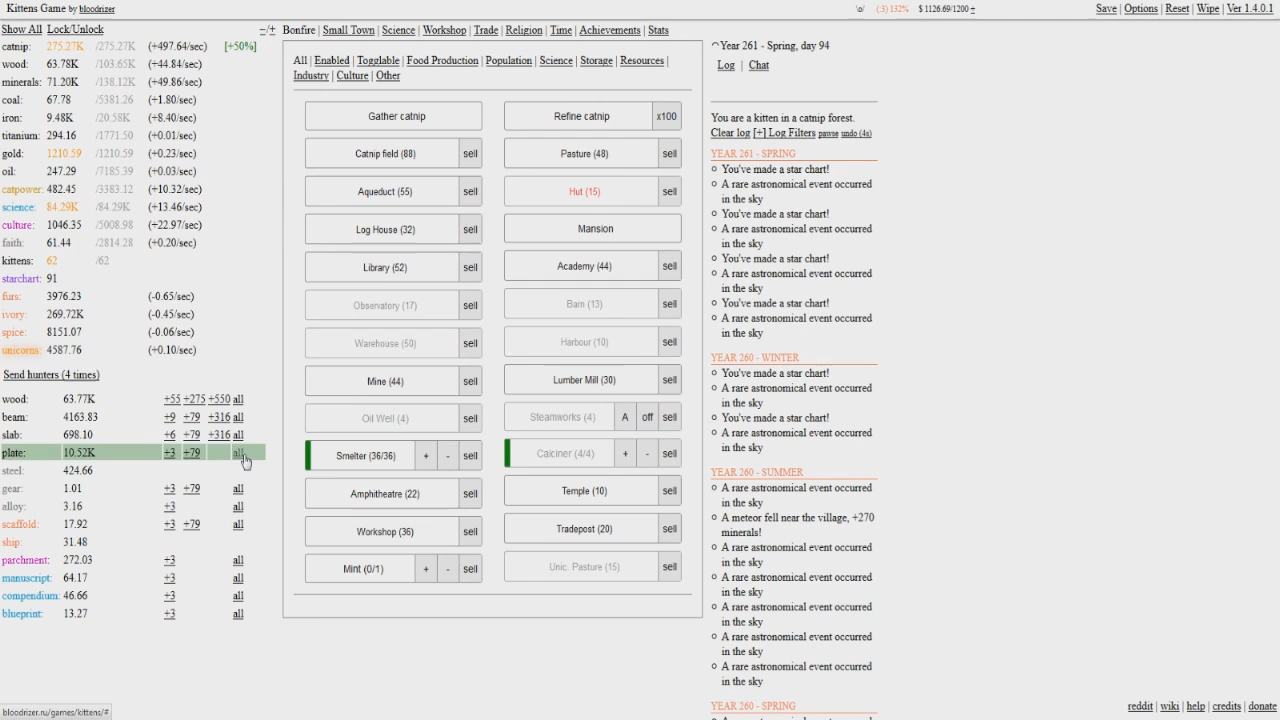 Kittens Game by bloodrizer
\o/ (:3) 132% $ 1126.69/1200 +
Save | Options | Reset | Wipe | Ver 1.4.0.1
Show All Lock/Unlock −/+
catnip: 275.27K /275.27K (+497.64/sec) [+50%]
wood: 63.78K /103.65K (+44.84/sec)
minerals: 71.20K /138.12K (+49.86/sec)
coal: 67.78 /5381.26 (+1.80/sec)
iron: 9.48K /20.58K (+8.40/sec)
titanium: 294.16 /1771.50 (+0.01/sec)
gold: 1210.59 /1210.59 (+0.23/sec)
oil: 247.29 /7185.39 (+0.03/sec)
catpower: 482.45 /3383.12 (+10.32/sec)
science: 84.29K /84.29K (+13.46/sec)
culture: 1046.35 /5008.98 (+22.97/sec)
faith: 61.44 /2814.28 (+0.20/sec)
kittens: 62 /62
starchart: 91
furs: 3976.23 (-0.65/sec)
ivory: 269.72K (-0.45/sec)
spice: 8151.07 (-0.06/sec)
unicorns: 4587.76 (+0.10/sec)
Send hunters (4 times)
wood: 63.77K +55 +275 +550 all
beam: 4163.83 +9 +79 +316 all
slab: 698.10 +6 +79 +316 all
plate: 10.52K +3 +79 all
steel: 424.66
gear: 1.01 +3 +79 all
alloy: 3.16 +3 all
scaffold: 17.92 +3 +79 all
ship: 31.48
parchment: 272.03 +3 all
manuscript: 64.17 +3 all
compendium: 46.66 +3 all
blueprint: 13.27 +3 all
Bonfire | Small Town | Science | Workshop | Trade | Religion | Time | Achievements | Stats
All | Enabled | Togglable | Food Production | Population | Science | Storage | Resources |
Industry | Culture | Other
Gather catnip Refine catnip x100
Catnip field (88) sell Pasture (48) sell
Aqueduct (55) sell Hut (15) sell
Log House (32) sell Mansion
Library (52) sell Academy (44) sell
Observatory (17) sell Barn (13) sell
Warehouse (50) sell Harbour (10) sell
Mine (44) sell Lumber Mill (30) sell
Oil Well (4) sell Steamworks (4) A off sell
Smelter (36/36) + - sell Calciner (4/4) + - sell
Amphitheatre (22) sell Temple (10) sell
Workshop (36) sell Tradepost (20) sell
Mint (0/1) + - sell Unic. Pasture (15) sell
Year 261 - Spring, day 94
Log | Chat
You are a kitten in a catnip forest.
Clear log [+] Log Filters pawse undo (4s)
YEAR 261 - SPRING
You've made a star chart!
A rare astronomical event occurred
in the sky
You've made a star chart!
A rare astronomical event occurred
in the sky
You've made a star chart!
A rare astronomical event occurred
in the sky
You've made a star chart!
A rare astronomical event occurred
in the sky
YEAR 260 - WINTER
You've made a star chart!
A rare astronomical event occurred
in the sky
You've made a star chart!
A rare astronomical event occurred
in the sky
YEAR 260 - SUMMER
A rare astronomical event occurred
in the sky
A meteor fell near the village, +270
minerals!
A rare astronomical event occurred
in the sky
A rare astronomical event occurred
in the sky
A rare astronomical event occurred
in the sky
A rare astronomical event occurred
in the sky
A rare astronomical event occurred
in the sky
YEAR 260 - SPRING
bloodrizer.ru/games/kittens/#
reddit | wiki | help | credits | donate